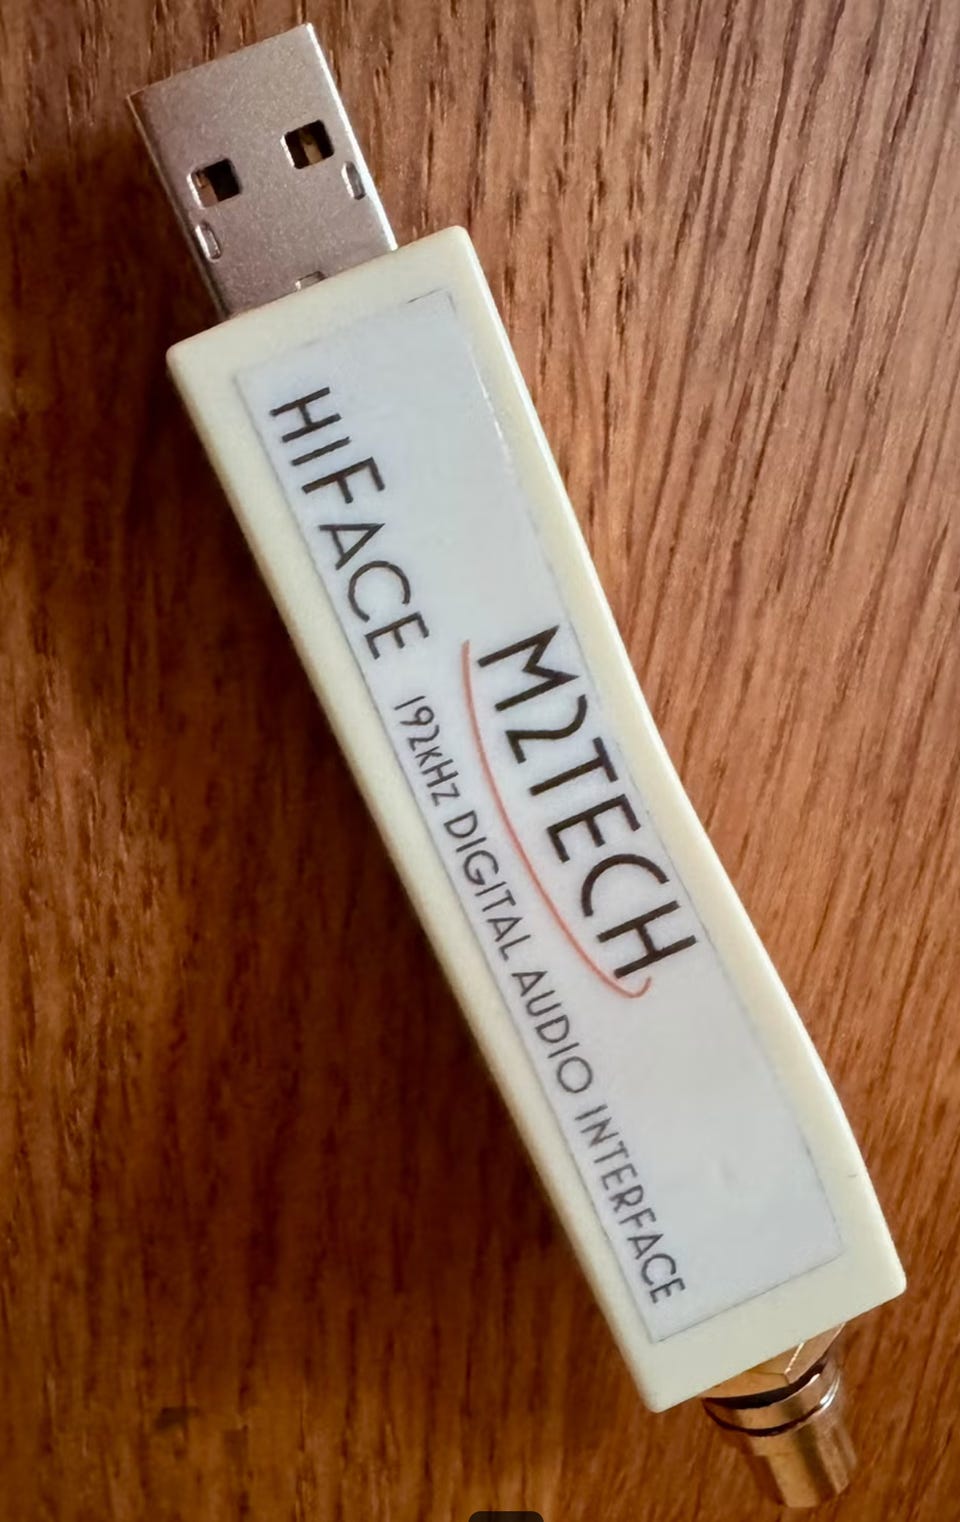 M2TECH
HIFACE 192KHZ DIGITAL AUDIO INTERFACE